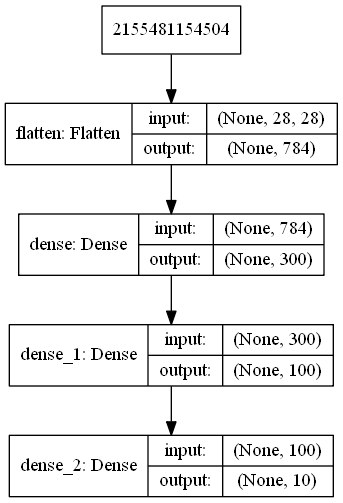 2155481154504
flatten: Flatten
input: (None, 28, 28)
output: (None, 784)
dense: Dense
input: (None, 784)
output: (None, 300)
dense_1: Dense
input: (None, 300)
output: (None, 100)
dense_2: Dense
input: (None, 100)
output: (None, 10)